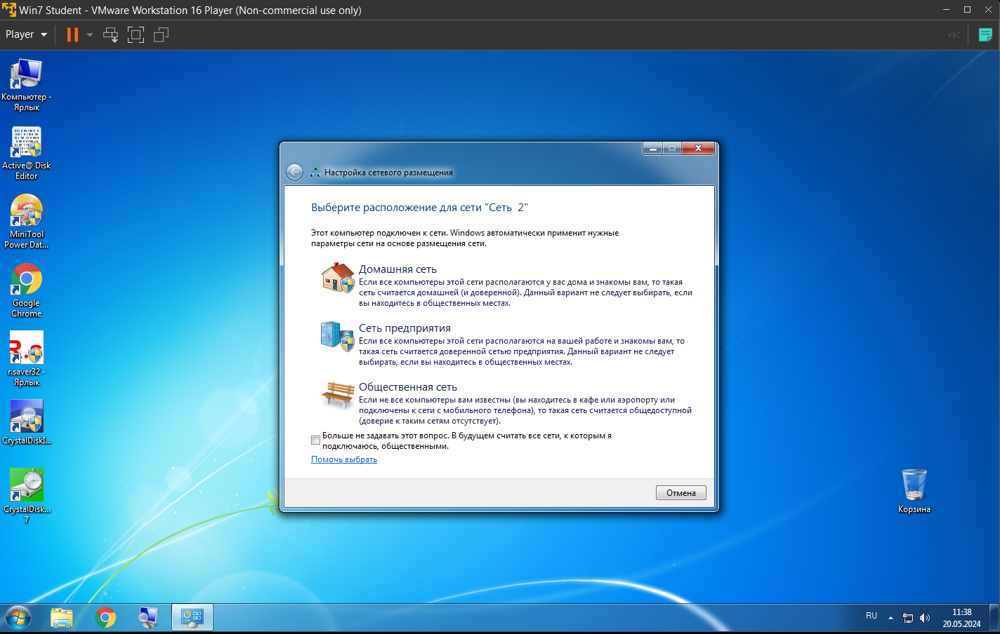 Win7 Student - VMware Workstation 16 Player (Non-commercial use only)
Player
Компьютер -
Ярлык
Active@ Disk
Editor
MiniTool
Power Dat...
Google
Chrome
R.s
r.saver32 -
Ярлык
CrystalDiskI...
CrystalDisk...
7
Настройка сетевого размещения
Выберите расположение для сети "Сеть 2"
Этот компьютер подключен к сети. Windows автоматически применит нужные
параметры сети на основе размещения сети.
Домашняя сеть
Если все компьютеры этой сети располагаются у вас дома и знакомы вам, то такая
сеть считается домашней (и доверенной). Данный вариант не следует выбирать, если
вы находитесь в общественных местах.
Сеть предприятия
Если все компьютеры этой сети располагаются на вашей работе и знакомы вам, то
такая сеть считается доверенной сетью предприятия. Данный вариант не следует
выбирать, если вы находитесь в общественных местах.
Общественная сеть
Если не все компьютеры вам известны (вы находитесь в кафе или аэропорту или
подключены к сети с мобильного телефона), то такая сеть считается общедоступной
(доверие к таким сетям отсутствует).
Больше не задавать этот вопрос. В будущем считать все сети, к которым я
подключаюсь, общественными.
Помочь выбрать
Отмена
Корзина
RU
11:38
20.05.2024